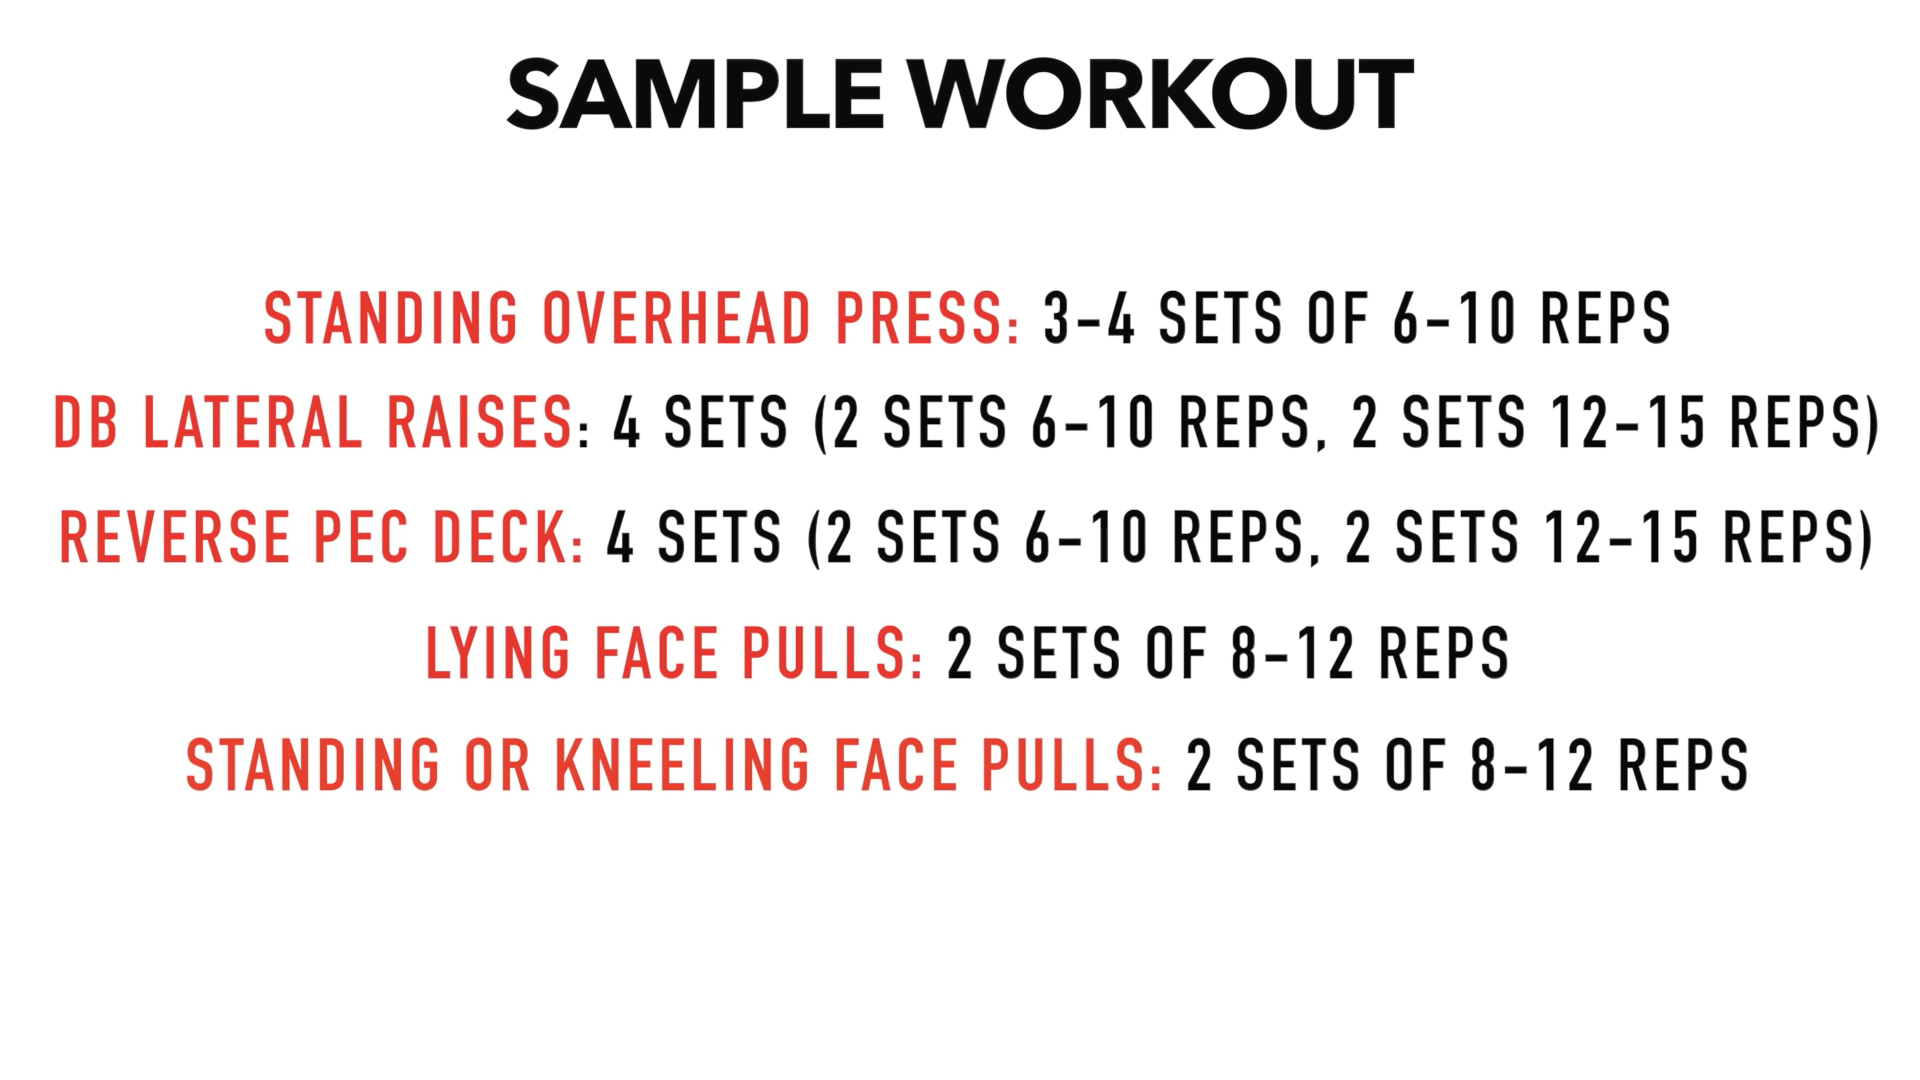 SAMPLE WORKOUT
STANDING OVERHEAD PRESS: 3-4 SETS OF 6-10 REPS
DB LATERAL RAISES: 4 SETS (2 SETS 6-10 REPS, 2 SETS 12-15 REPS)
REVERSE PEC DECK: 4 SETS (2 SETS 6-10 REPS, 2 SETS 12-15 REPS)
LYING FACE PULLS: 2 SETS OF 8-12 REPS
STANDING OR KNEELING FACE PULLS: 2 SETS OF 8-12 REPS